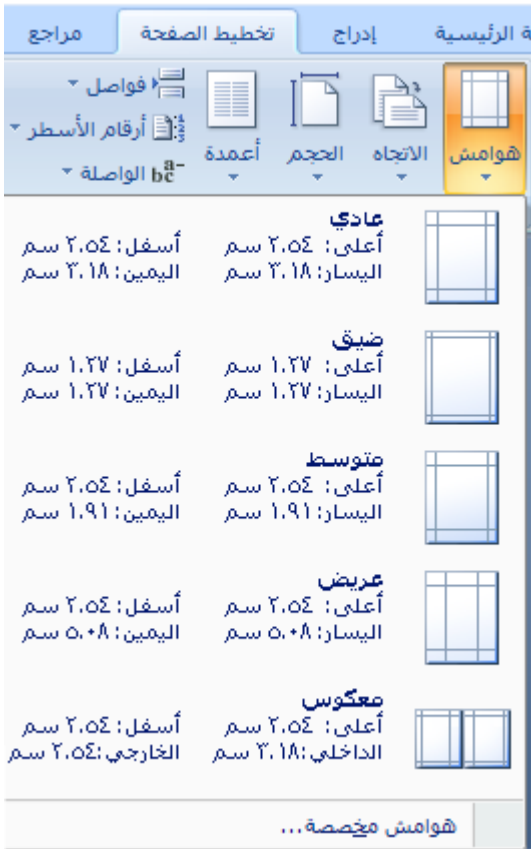 ة الرئيسية إدراج تخطيط الصفحة مراجع
هوامش الاتجاه الحجم أعمدة
فواصل
أرقام الأسطر
الواصلة
عادي
أعلى: ٢.٥٤ سم أسفل: ٢.٥٤ سم
اليسار: ٣.١٨ سم اليمين: ٣.١٨ سم
ضيق
أعلى: ١.٢٧ سم أسفل: ١.٢٧ سم
اليسار: ١.٢٧ سم اليمين: ١.٢٧ سم
متوسط
أعلى: ٢.٥٤ سم أسفل: ٢.٥٤ سم
اليسار: ١.٩١ سم اليمين: ١.٩١ سم
عريض
أعلى: ٢.٥٤ سم أسفل: ٢.٥٤ سم
اليسار: ٥.٠٨ سم اليمين: ٥.٠٨ سم
معكوس
أعلى: ٢.٥٤ سم أسفل: ٢.٥٤ سم
الداخلي: ٣.١٨ سم الخارجي: ٢.٥٤ سم
هوامش مخصصة...